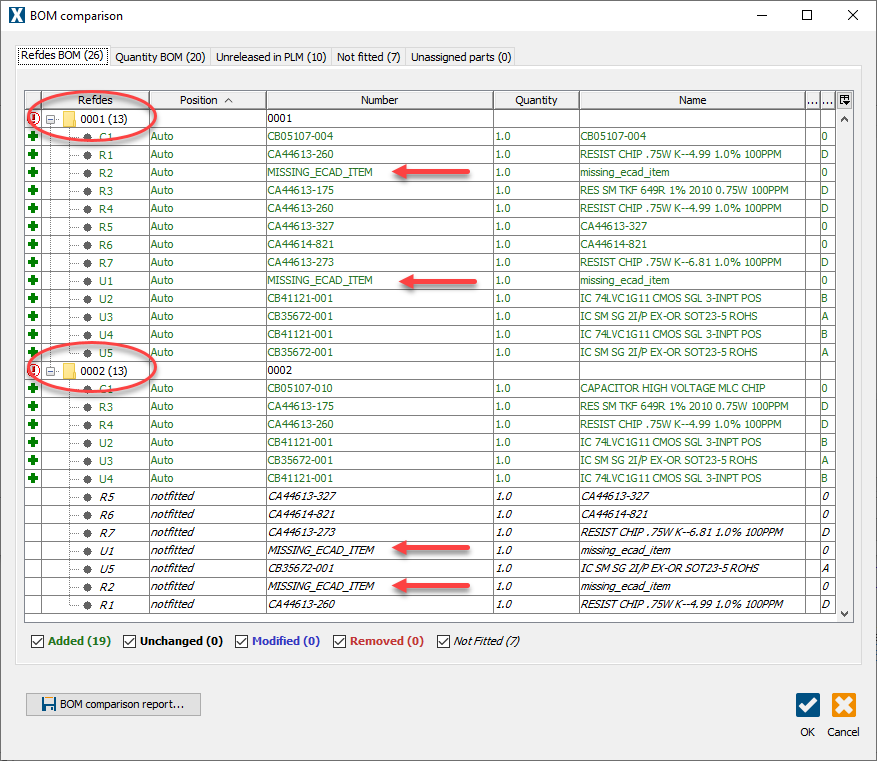 BOM comparison
Refdes BOM (26) Quantity BOM (20) Unreleased in PLM (10) Not fitted (7) Unassigned parts (0)
Refdes Position Number Quantity Name ... ...
0001 (13) 0001
C1 Auto CB05107-004 1.0 CB05107-004 0
R1 Auto CA44613-260 1.0 RESIST CHIP .75W K--4.99 1.0% 100PPM D
R2 Auto MISSING_ECAD_ITEM 1.0 missing_ecad_item 0
R3 Auto CA44613-175 1.0 RES SM TKF 649R 1% 2010 0.75W 100PPM D
R4 Auto CA44613-260 1.0 RESIST CHIP .75W K--4.99 1.0% 100PPM D
R5 Auto CA44613-327 1.0 CA44613-327 0
R6 Auto CA44614-821 1.0 CA44614-821 0
R7 Auto CA44613-273 1.0 RESIST CHIP .75W K--6.81 1.0% 100PPM D
U1 Auto MISSING_ECAD_ITEM 1.0 missing_ecad_item 0
U2 Auto CB41121-001 1.0 IC 74LVC1G11 CMOS SGL 3-INPT POS B
U3 Auto CB35672-001 1.0 IC SM SG 2I/P EX-OR SOT23-5 ROHS A
U4 Auto CB41121-001 1.0 IC 74LVC1G11 CMOS SGL 3-INPT POS B
U5 Auto CB35672-001 1.0 IC SM SG 2I/P EX-OR SOT23-5 ROHS A
0002 (13) 0002
C1 Auto CB05107-010 1.0 CAPACITOR HIGH VOLTAGE MLC CHIP 0
R3 Auto CA44613-175 1.0 RES SM TKF 649R 1% 2010 0.75W 100PPM D
R4 Auto CA44613-260 1.0 RESIST CHIP .75W K--4.99 1.0% 100PPM D
U2 Auto CB41121-001 1.0 IC 74LVC1G11 CMOS SGL 3-INPT POS B
U3 Auto CB35672-001 1.0 IC SM SG 2I/P EX-OR SOT23-5 ROHS A
U4 Auto CB41121-001 1.0 IC 74LVC1G11 CMOS SGL 3-INPT POS B
R5 notfitted CA44613-327 1.0 CA44613-327 0
R6 notfitted CA44614-821 1.0 CA44614-821 0
R7 notfitted CA44613-273 1.0 RESIST CHIP .75W K--6.81 1.0% 100PPM D
U1 notfitted MISSING_ECAD_ITEM 1.0 missing_ecad_item 0
U5 notfitted CB35672-001 1.0 IC SM SG 2I/P EX-OR SOT23-5 ROHS A
R2 notfitted MISSING_ECAD_ITEM 1.0 missing_ecad_item 0
R1 notfitted CA44613-260 1.0 RESIST CHIP .75W K--4.99 1.0% 100PPM D
Added (19) Unchanged (0) Modified (0) Removed (0) Not Fitted (7)
BOM comparison report...
OK Cancel